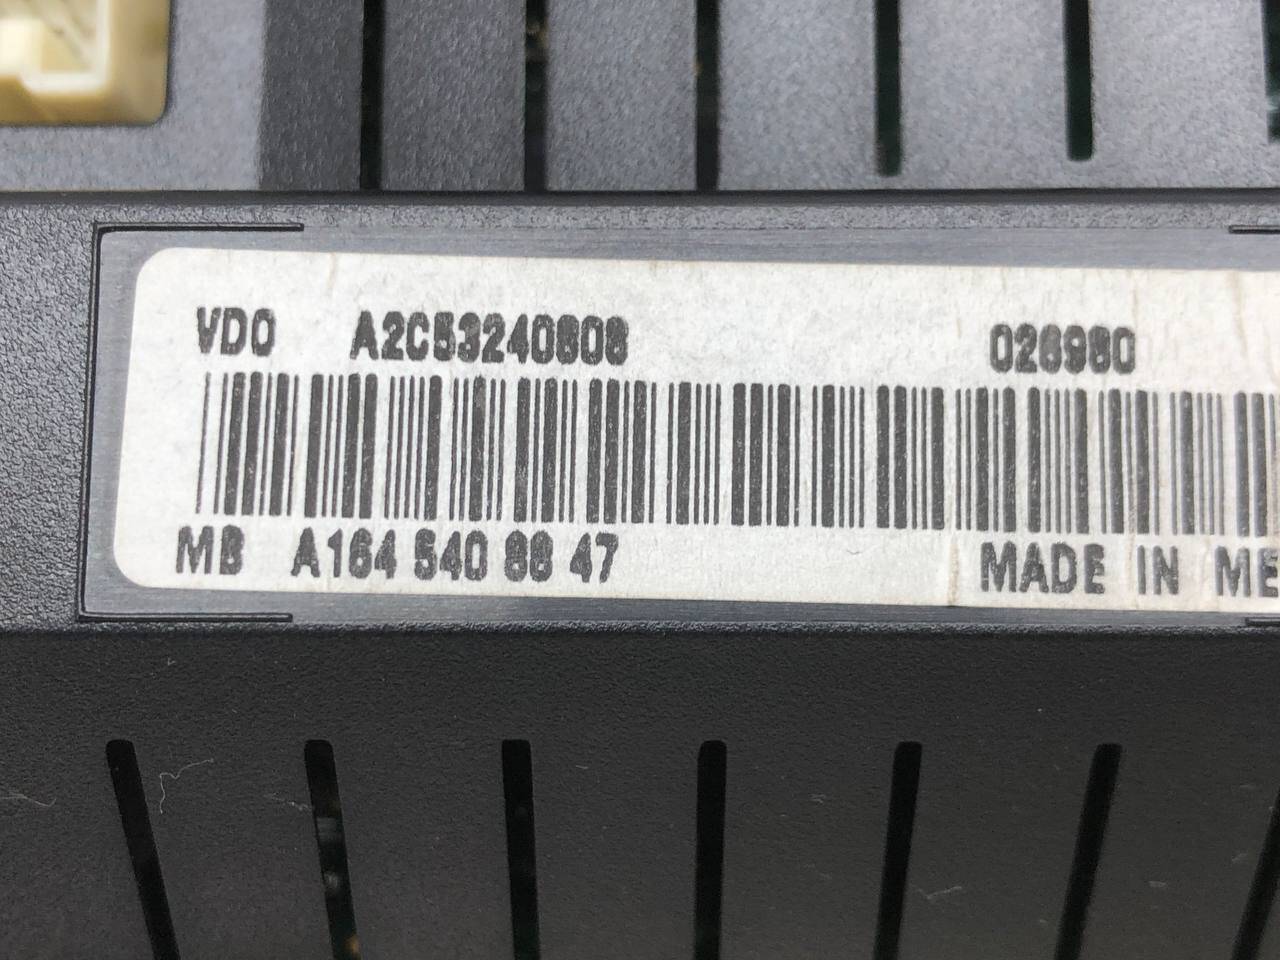 VDO A2C53240808 026980
MB A164 540 88 47 MADE IN ME